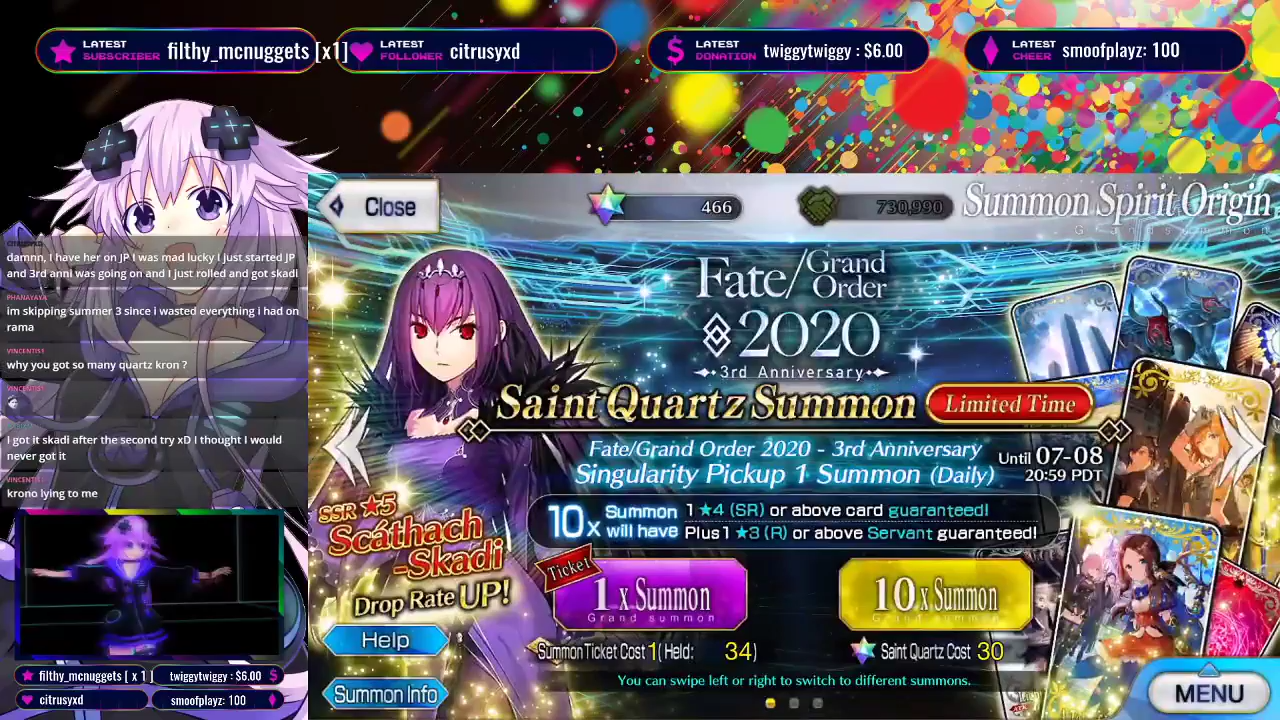 LATEST SUBSCRIBER filthy_mcnuggets [x1]
LATEST FOLLOWER citrusyxd
LATEST DONATION twiggytwiggy : $6.00
LATEST CHEER smoofplayz: 100
CITRUSYXD
damnn, i have her on JP I was mad lucky i just started JP
and 3rd anni was going on and I just rolled and got skadi
PHANAYAYA
im skipping summer 3 since i wasted everything i had on
rama
VINCENTIS1
why you got so many quartz kron ?
VINCENTIS1
I got it skadi after the second try xD I thought I would
never got it
VINCENTIS1
krono lying to me
filthy_mcnuggets [ x 1 ]
twiggytwiggy : $6.00
citrusyxd
smoofplayz: 100
Close
466
730,990
Summon Spirit Origin
Grand summon
Fate/Grand Order
2020
3rd Anniversary
Saint Quartz Summon
Limited Time
Fate/Grand Order 2020 - 3rd Anniversary
Singularity Pickup 1 Summon (Daily)
Until 07-08
20:59 PDT
10x Summon will have
1 ★4 (SR) or above card guaranteed!
Plus 1 ★3 (R) or above Servant guaranteed!
SSR ★5
Scáthach
-Skadi
Drop Rate UP!
Ticket
1 x Summon
Grand summon
10 x Summon
Grand summon
Summon Ticket Cost 1 (Held: 34)
Saint Quartz Cost 30
Help
Summon Info
You can swipe left or right to switch to different summons.
MENU